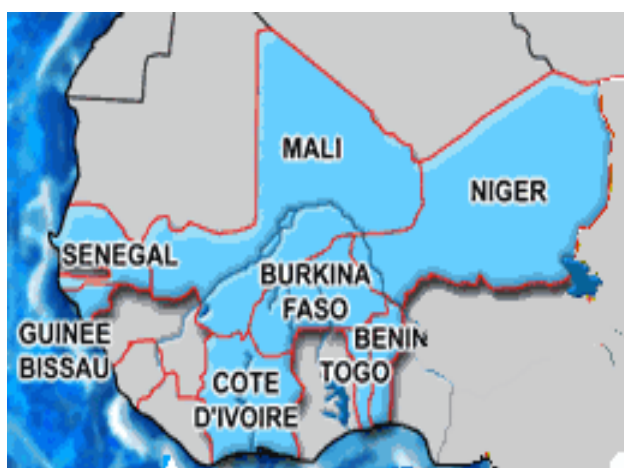 MALI
NIGER
SENEGAL
BURKINA
FASO
GUINEE
BISSAU
BENIN
TOGO
COTE
D'IVOIRE